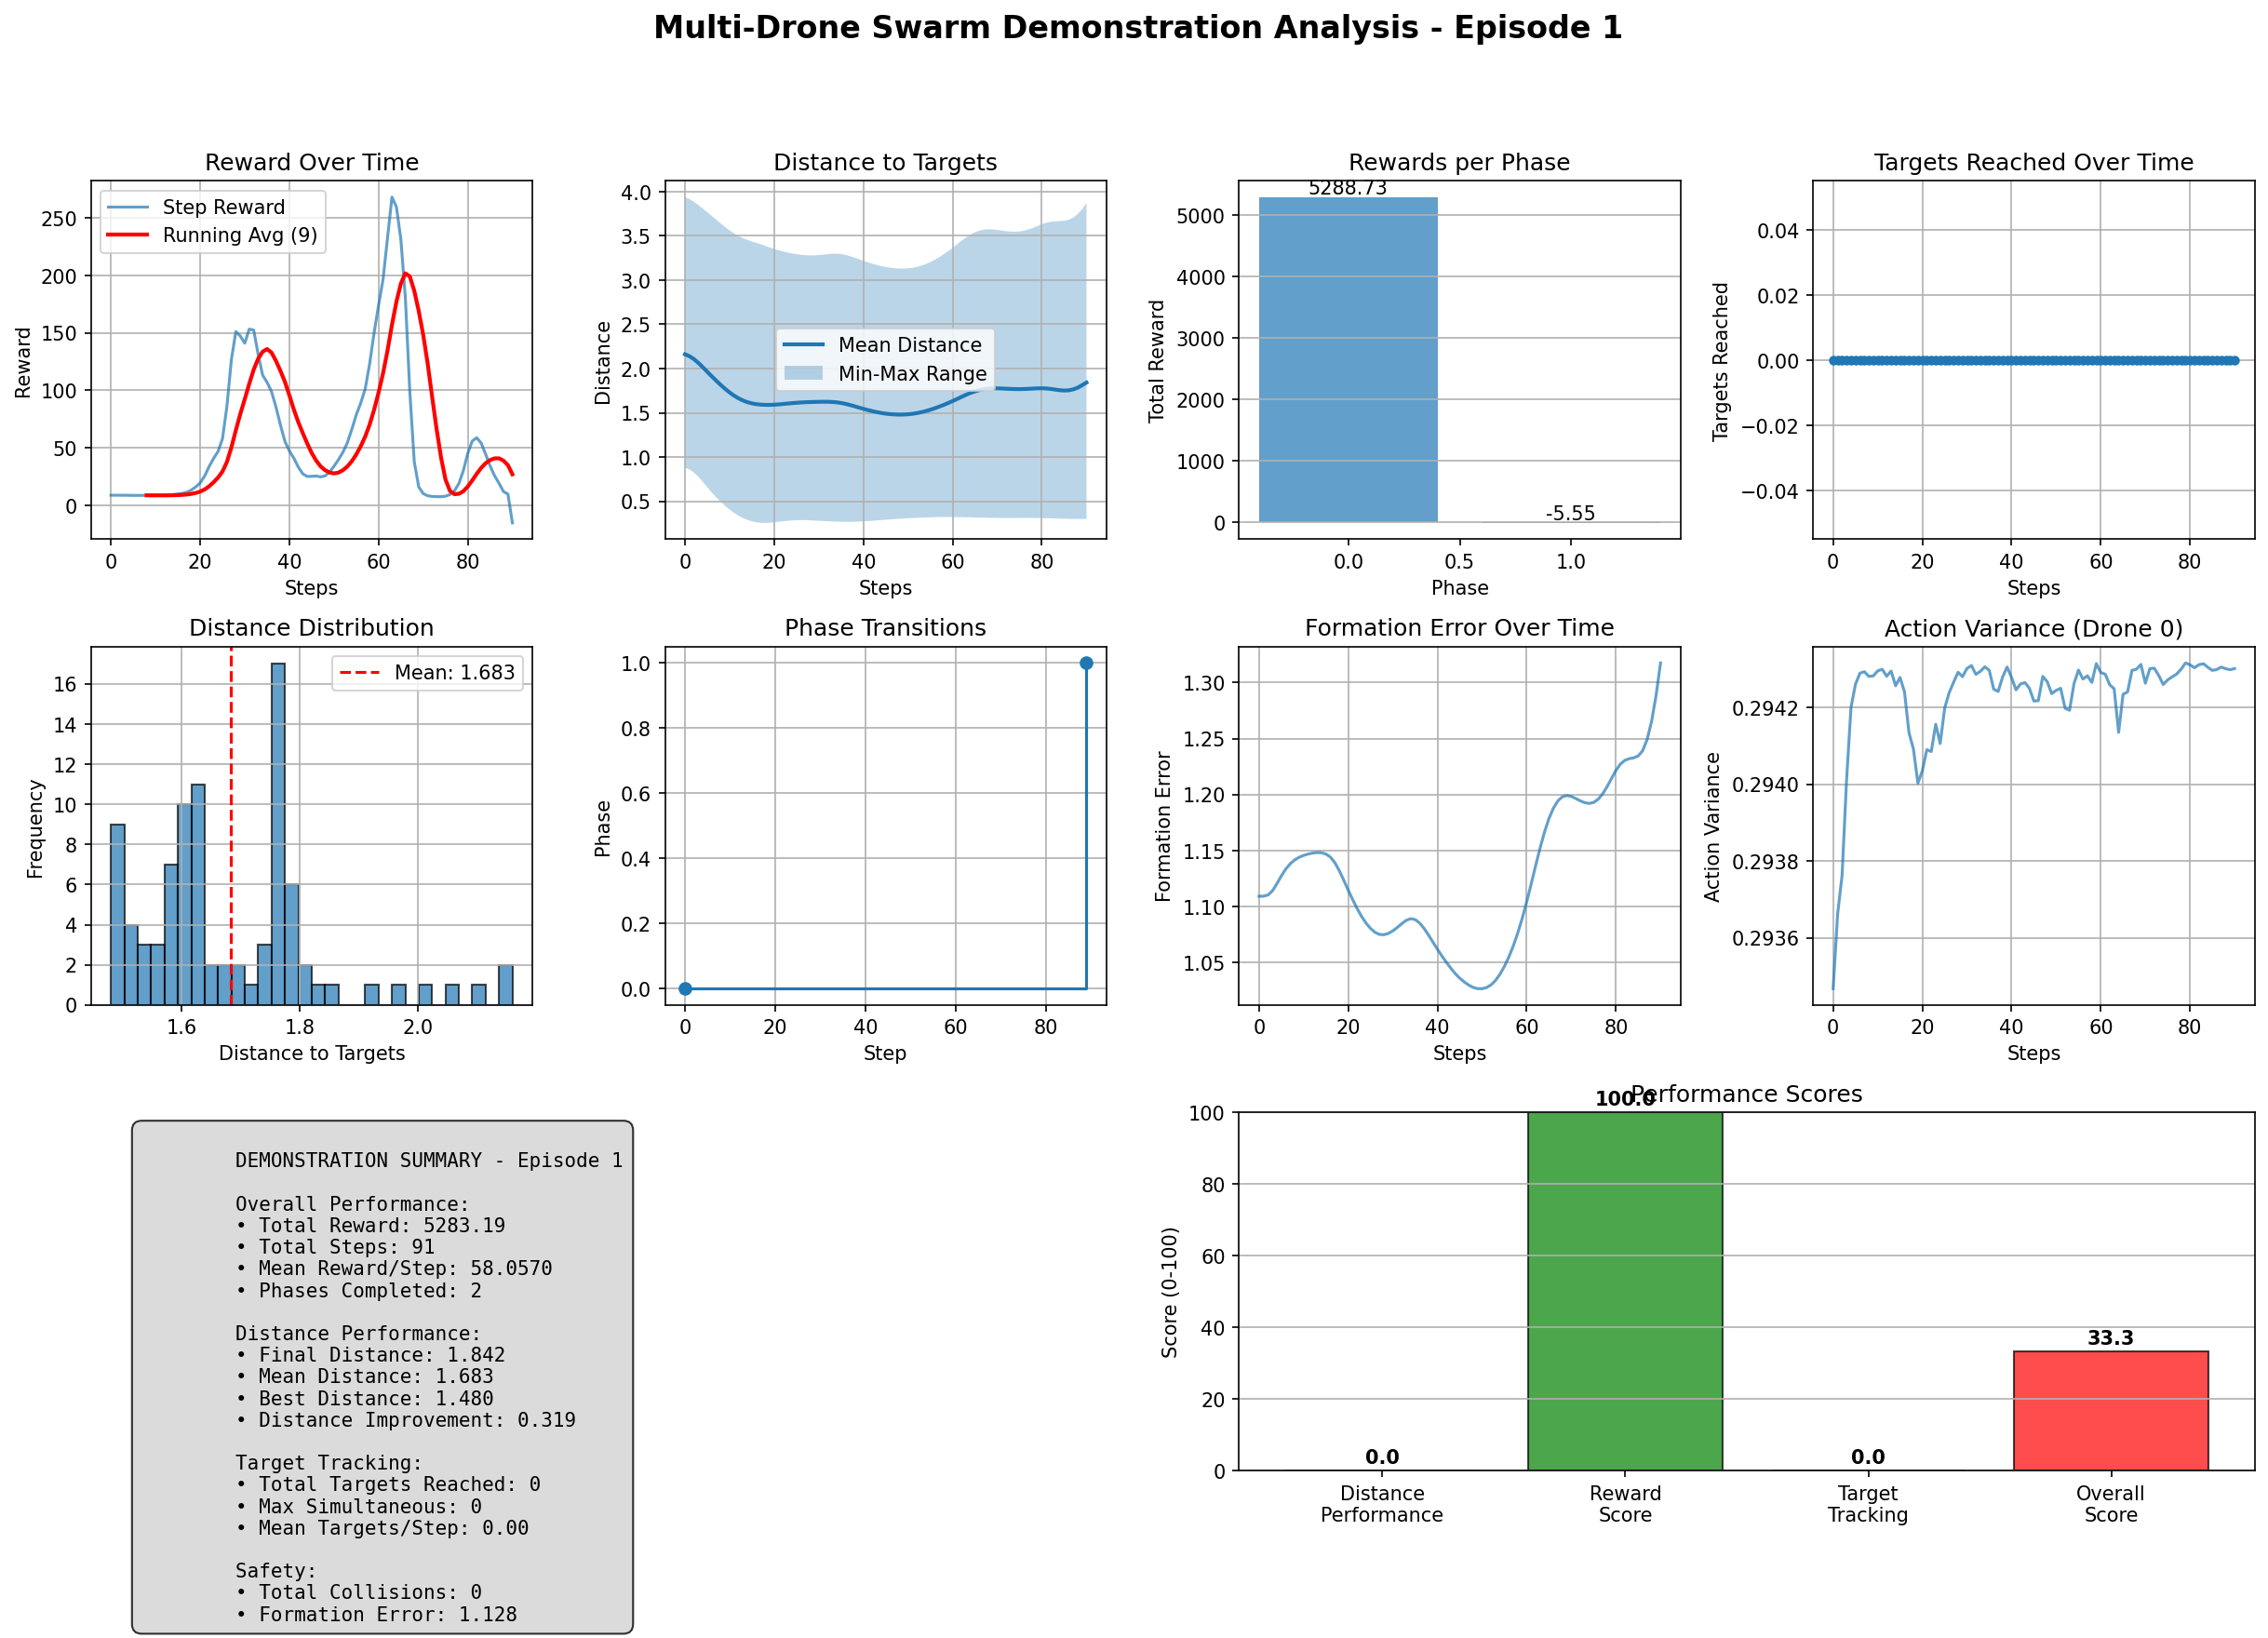 Multi-Drone Swarm Demonstration Analysis - Episode 1
Reward Over Time
Step Reward
Running Avg (9)
250
200
150
100
50
0
Reward
0 20 40 60 80
Steps
Distance to Targets
Mean Distance
Min-Max Range
4.0
3.5
3.0
2.5
2.0
1.5
1.0
0.5
Distance
0 20 40 60 80
Steps
Rewards per Phase
5288.73
-5.55
5000
4000
3000
2000
1000
0
Total Reward
0.0 0.5 1.0
Phase
Targets Reached Over Time
0.04
0.02
0.00
−0.02
−0.04
Targets Reached
0 20 40 60 80
Steps
Distance Distribution
Mean: 1.683
16
14
12
10
8
6
4
2
0
Frequency
1.6 1.8 2.0
Distance to Targets
Phase Transitions
1.0
0.8
0.6
0.4
0.2
0.0
Phase
0 20 40 60 80
Step
Formation Error Over Time
1.30
1.25
1.20
1.15
1.10
1.05
Formation Error
0 20 40 60 80
Steps
Action Variance (Drone 0)
0.2942
0.2940
0.2938
0.2936
Action Variance
0 20 40 60 80
Steps
DEMONSTRATION SUMMARY - Episode 1
Overall Performance:
• Total Reward: 5283.19
• Total Steps: 91
• Mean Reward/Step: 58.0570
• Phases Completed: 2
Distance Performance:
• Final Distance: 1.842
• Mean Distance: 1.683
• Best Distance: 1.480
• Distance Improvement: 0.319
Target Tracking:
• Total Targets Reached: 0
• Max Simultaneous: 0
• Mean Targets/Step: 0.00
Safety:
• Total Collisions: 0
• Formation Error: 1.128
Performance Scores
100.0
100
80
60
40
20
0
Score (0-100)
0.0
0.0
33.3
Distance
Performance
Reward
Score
Target
Tracking
Overall
Score